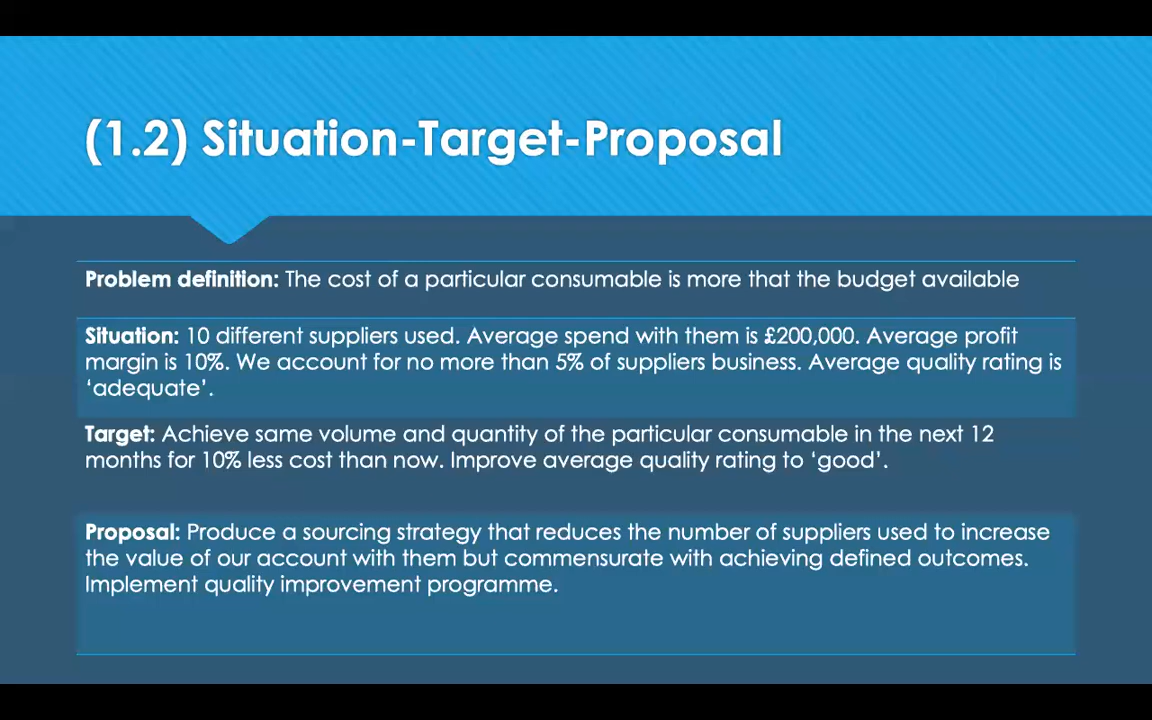 (1.2) Situation-Target-Proposal
Problem definition: The cost of a particular consumable is more that the budget available
Situation: 10 different suppliers used. Average spend with them is £200,000. Average profit
margin is 10%. We account for no more than 5% of suppliers business. Average quality rating is
‘adequate’.
Target: Achieve same volume and quantity of the particular consumable in the next 12
months for 10% less cost than now. Improve average quality rating to ‘good’.
Proposal: Produce a sourcing strategy that reduces the number of suppliers used to increase
the value of our account with them but commensurate with achieving defined outcomes.
Implement quality improvement programme.